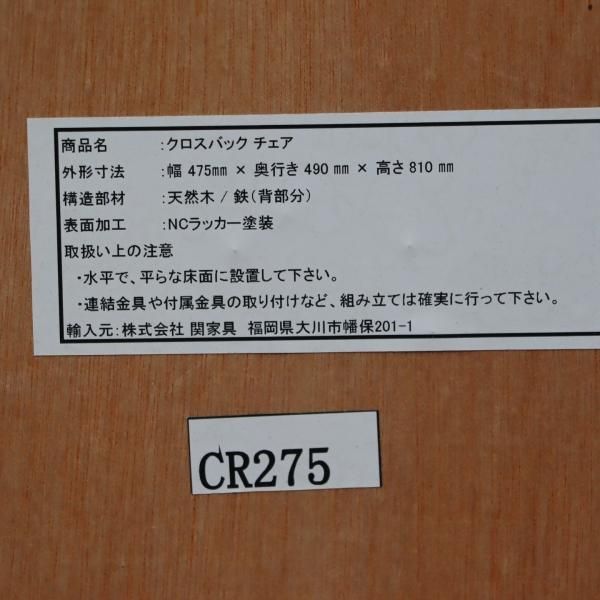 商品名 :クロスバック チェア
外形寸法 :幅 475㎜ × 奥行き 490 ㎜ × 高さ 810 ㎜
構造部材 :天然木 / 鉄(背部分)
表面加工 :NCラッカー塗装
取扱い上の注意
・水平で、平らな床面に設置して下さい。
・連結金具や付属金具の取り付けなど、組み立ては確実に行って下さい。
輸入元:株式会社 関家具 福岡県大川市幡保201-1
CR275